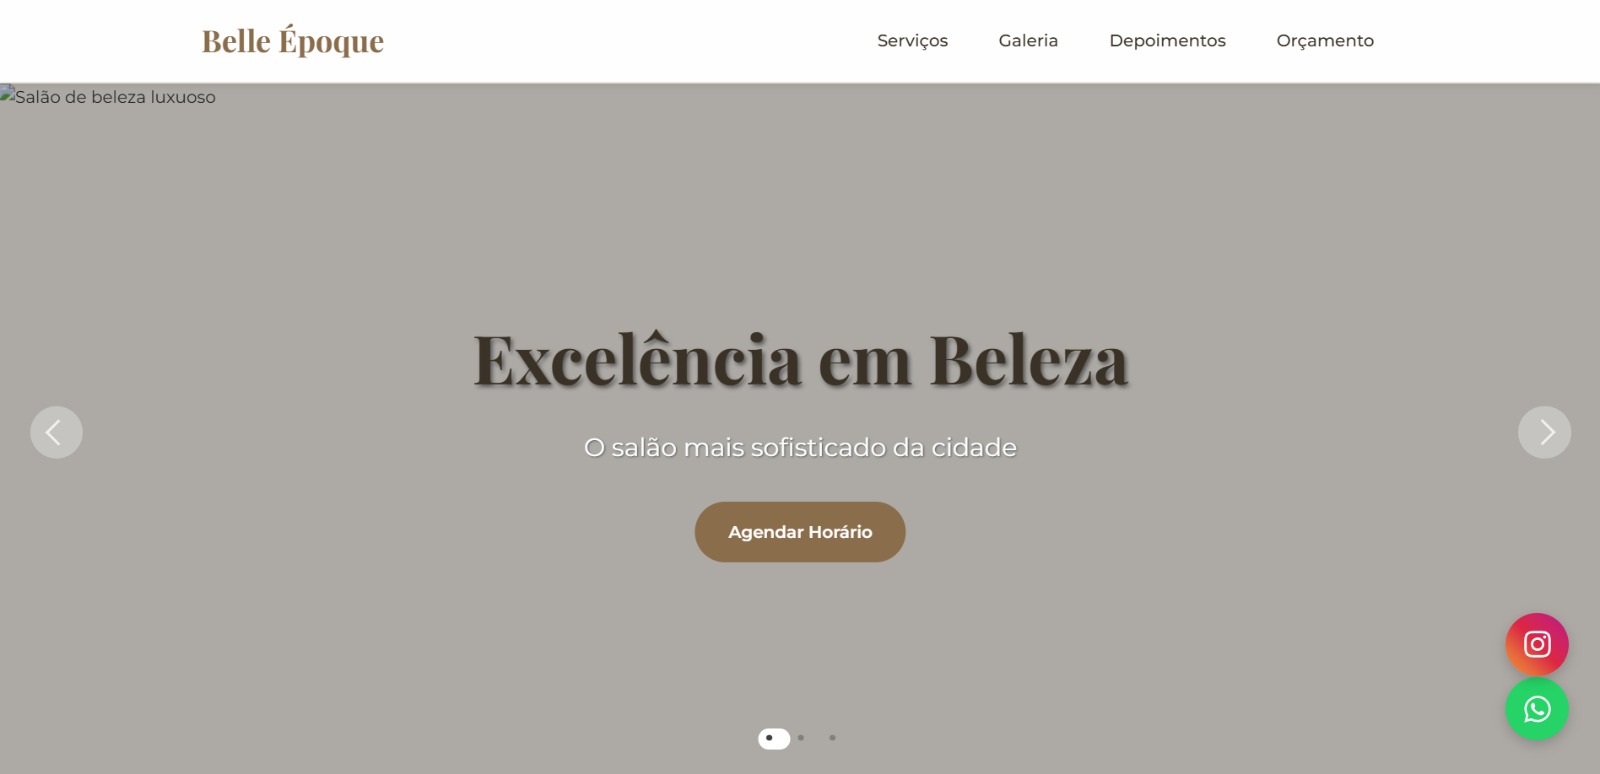 Belle Époque
Serviços
Galeria
Depoimentos
Orçamento
Salão de beleza luxuoso
Excelência em Beleza
O salão mais sofisticado da cidade
Agendar Horário